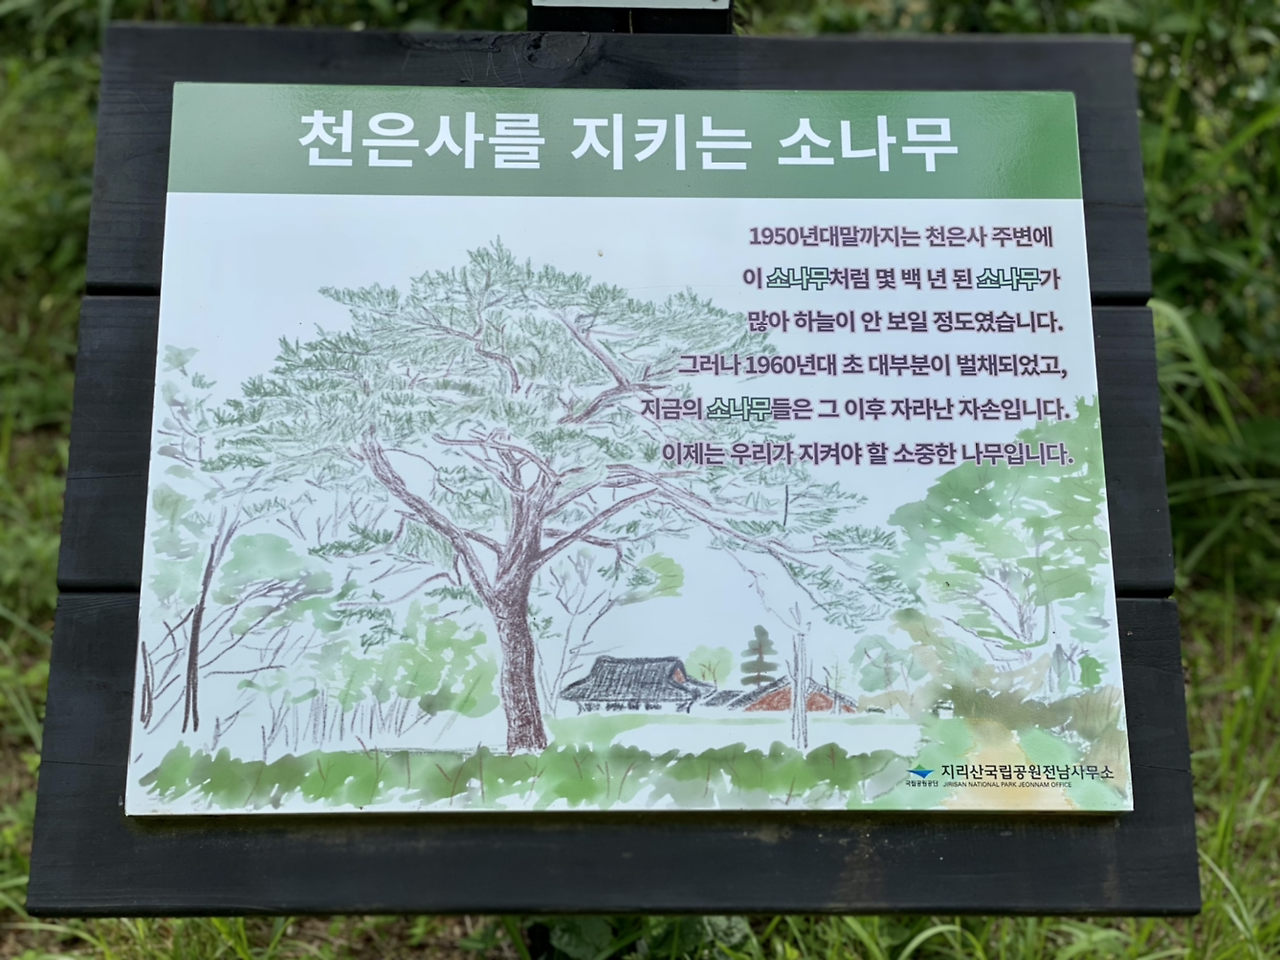 천은사를 지키는 소나무
1950년대말까지는 천은사 주변에
이 소나무처럼 몇 백 년 된 소나무가
많아 하늘이 안 보일 정도였습니다.
그러나 1960년대 초 대부분이 벌채되었고,
지금의 소나무들은 그 이후 자라난 자손입니다.
이제는 우리가 지켜야 할 소중한 나무입니다.
국립공원공단
지리산국립공원전남사무소
JIRISAN NATIONAL PARK JEONNAM OFFICE